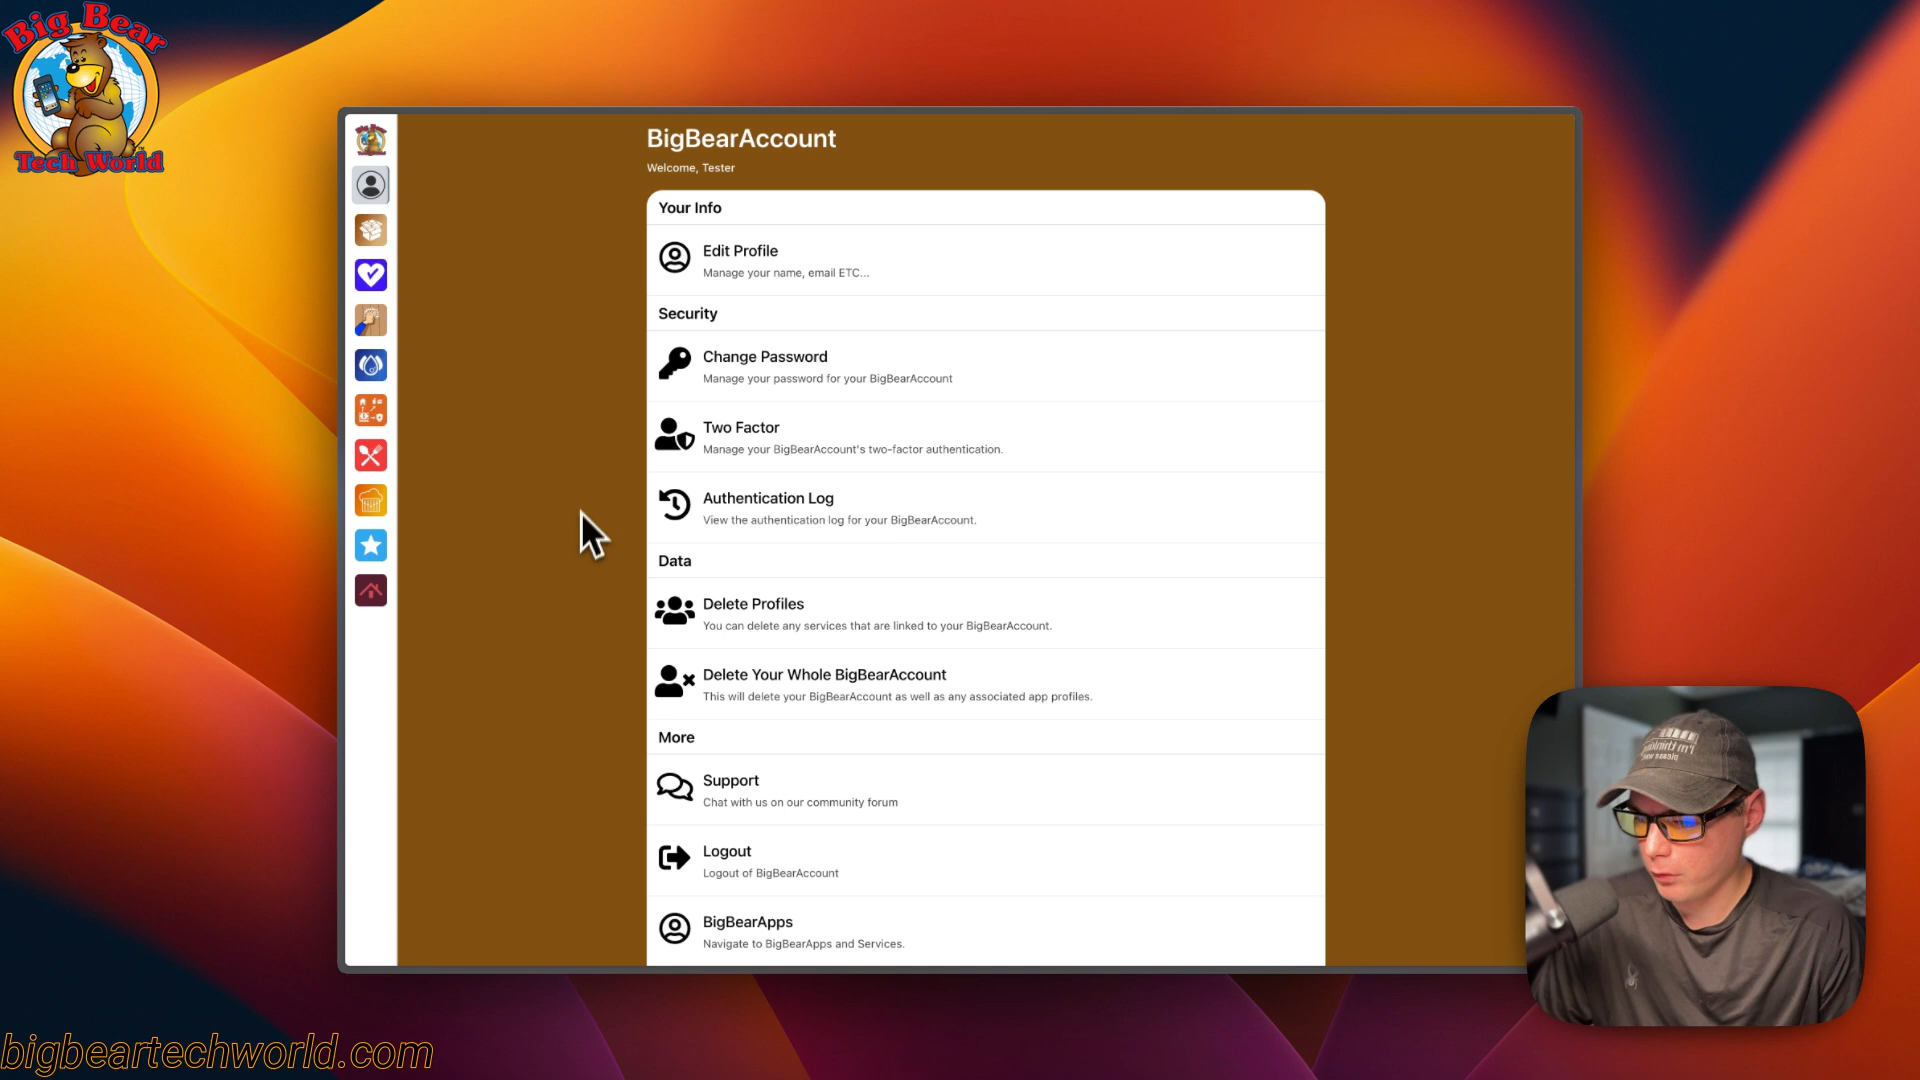 Big Bear
Tech World
BigBearAccount
Welcome, Tester
Your Info
Edit Profile
Manage your name, email ETC...
Security
Change Password
Manage your password for your BigBearAccount
Two Factor
Manage your BigBearAccount's two-factor authentication.
Authentication Log
View the authentication log for your BigBearAccount.
Data
Delete Profiles
You can delete any services that are linked to your BigBearAccount.
Delete Your Whole BigBearAccount
This will delete your BigBearAccount as well as any associated app profiles.
More
Support
Chat with us on our community forum
Logout
Logout of BigBearAccount
BigBearApps
Navigate to BigBearApps and Services.
bigbeartechworld.com